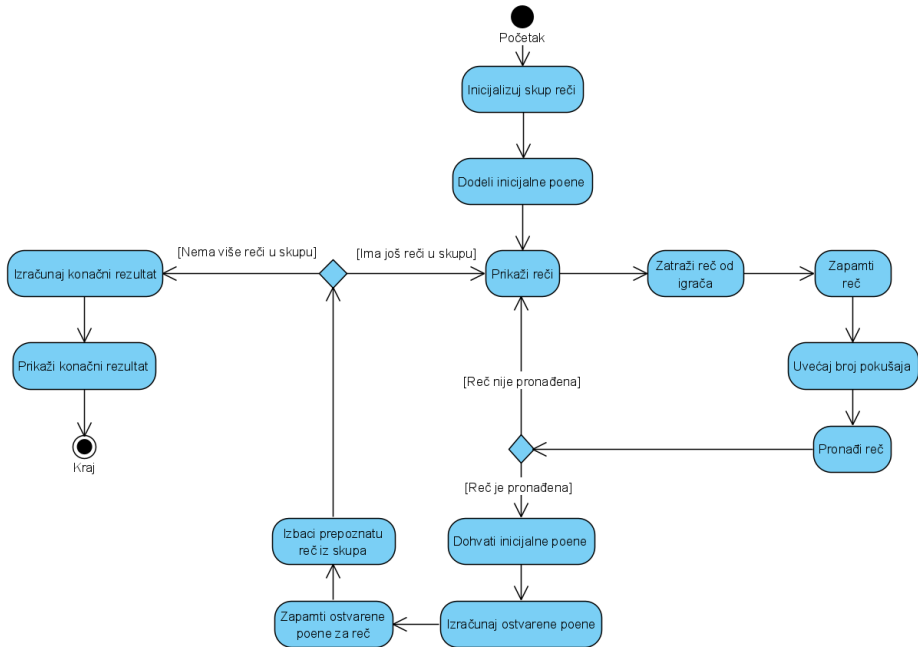 Početak
Inicijalizuj skup reči
Dodeli inicijalne poene
[Nema više reči u skupu]
[Ima još reči u skupu]
Izračunaj konačni rezultat
Prikaži reči
Zatraži reč od
igrača
Zapamti
reč
Prikaži konačni rezultat
Uvećaj broj pokušaja
[Reč nije pronađena]
Kraj
Pronađi reč
[Reč je pronađena]
Izbaci prepoznatu
reč iz skupa
Dohvati inicijalne poene
Zapamti ostvarene
poene za reč
Izračunaj ostvarene poene